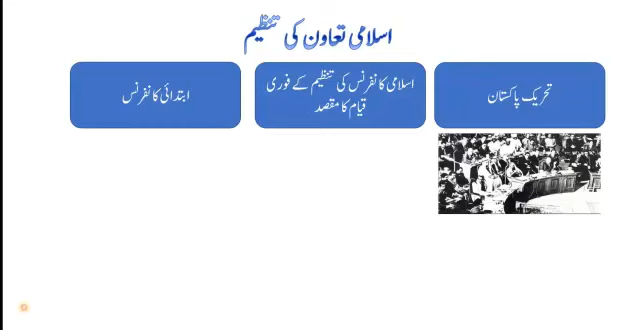 اسلامی تعاون کی تنظیم
تحریک پاکستان
اسلامی کانفرنس کی تنظیم کے فوری
قیام کا مقصد
ابتدائی کانفرنس